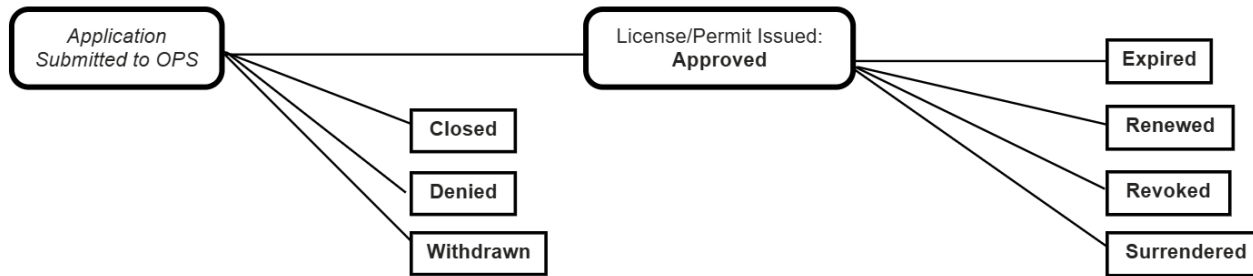 Application
Submitted to OPS
License/Permit Issued:
Approved
Closed
Denied
Withdrawn
Expired
Renewed
Revoked
Surrendered